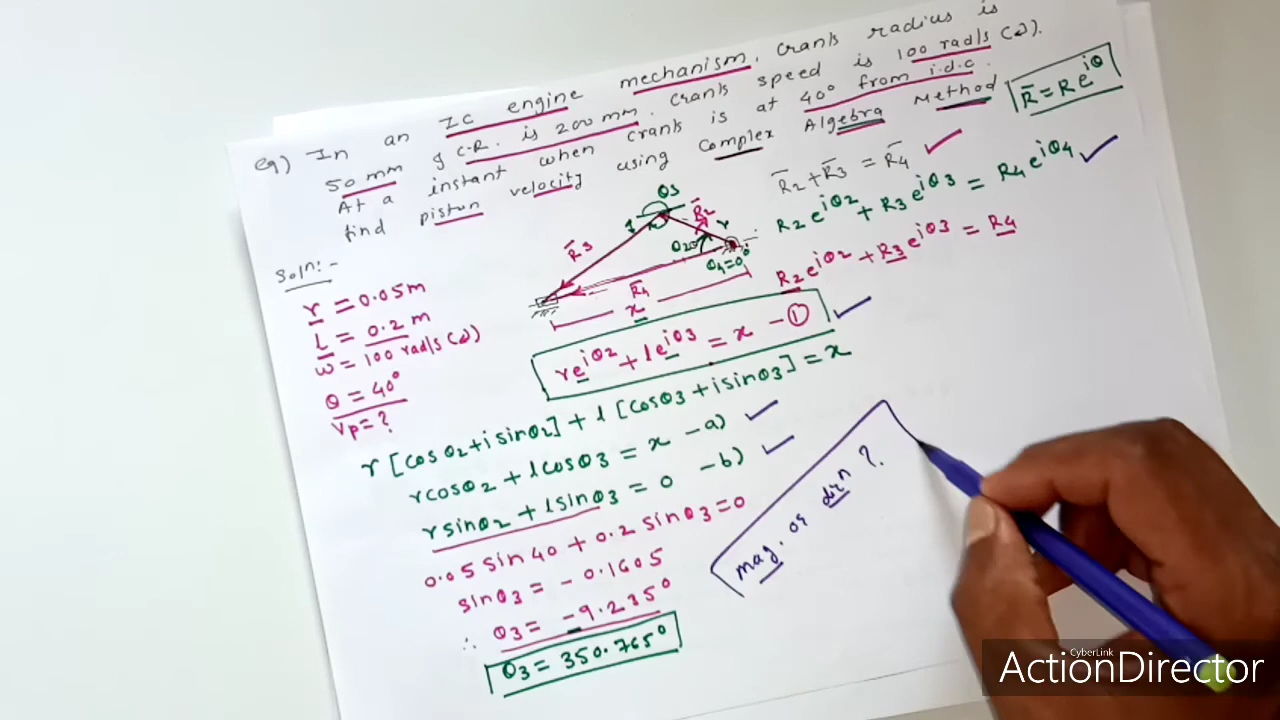 eg) In an IC engine mechanism. crank radius is
50 mm & C.R. is 200 mm. crank speed is 100 rad/s (↺).
At a instant when crank is at 40° from i.d.c.
find piston velocity using Complex Algebra Method
R̄ = R e^iθ
Soln:-
r = 0.05 m
l = 0.2 m
ω = 100 rad/s (↺)
θ = 40°
Vp = ?
θ3
R̄2
r
R̄3
θ2
θ4=0°
R̄4
x
R̄2 + R̄3 = R̄4
R2 e^iθ2 + R3 e^iθ3 = R4 e^iθ4
R2 e^iθ2 + R3 e^iθ3 = R4
r e^iθ2 + l e^iθ3 = x - ①
r [cosθ2 + i sinθ2] + l [cosθ3 + i sinθ3] = x
r cosθ2 + l cosθ3 = x - a)
r sinθ2 + l sinθ3 = 0 - b)
0.05 sin 40 + 0.2 sinθ3 = 0
sinθ3 = - 0.1605
∴ θ3 = - 9.235°
θ3 = 350.765°
mag. or dirn ?.
CyberLink
ActionDirector